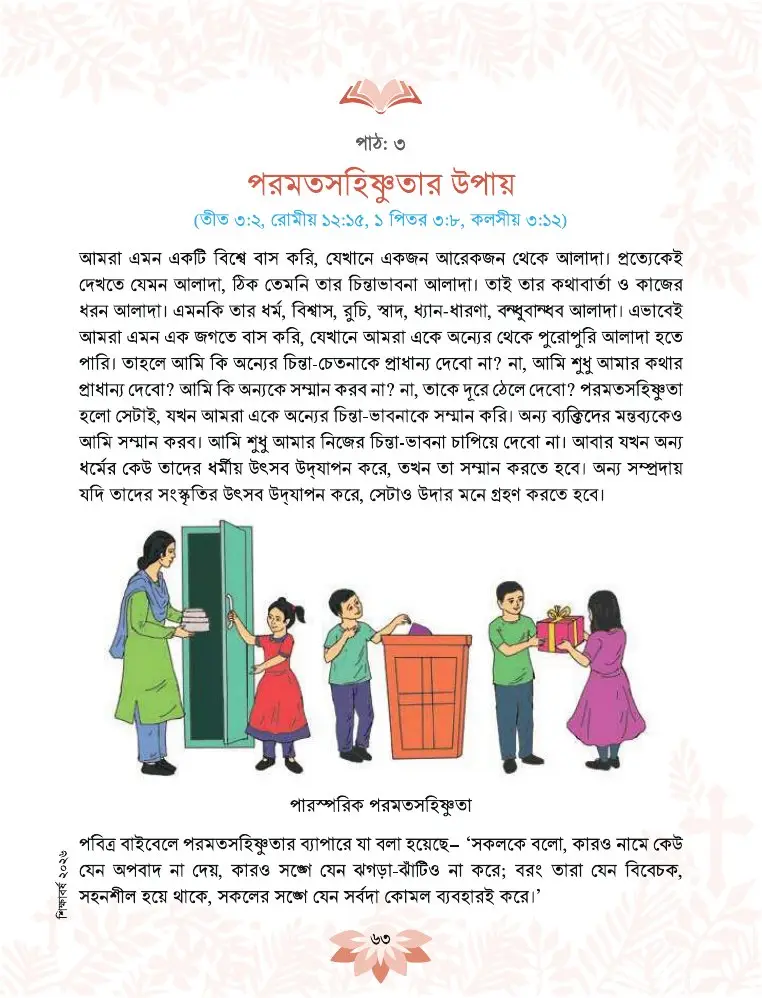 পাঠ: ৩
পরমতসহিষ্ণুতার উপায়
(তীত ৩:২, রোমীয় ১২:১৫, ১ পিতর ৩:৮, কলসীয় ৩:১২)
আমরা এমন একটি বিশ্বে বাস করি, যেখানে একজন আরেকজন থেকে আলাদা। প্রত্যেকেই
দেখতে যেমন আলাদা, ঠিক তেমনি তার চিন্তাভাবনা আলাদা। তাই তার কথাবার্তা ও কাজের
ধরন আলাদা। এমনকি তার ধর্ম, বিশ্বাস, রুচি, স্বাদ, ধ্যান-ধারণা, বন্ধুবান্ধব আলাদা। এভাবেই
আমরা এমন এক জগতে বাস করি, যেখানে আমরা একে অন্যের থেকে পুরোপুরি আলাদা হতে
পারি। তাহলে আমি কি অন্যের চিন্তা-চেতনাকে প্রাধান্য দেবো না? না, আমি শুধু আমার কথার
প্রাধান্য দেবো? আমি কি অন্যকে সম্মান করব না? না, তাকে দূরে ঠেলে দেবো? পরমতসহিষ্ণুতা
হলো সেটাই, যখন আমরা একে অন্যের চিন্তা-ভাবনাকে সম্মান করি। অন্য ব্যক্তিদের মন্তব্যকেও
আমি সম্মান করব। আমি শুধু আমার নিজের চিন্তা-ভাবনা চাপিয়ে দেবো না। আবার যখন অন্য
ধর্মের কেউ তাদের ধর্মীয় উৎসব উদ্‌যাপন করে, তখন তা সম্মান করতে হবে। অন্য সম্প্রদায়
যদি তাদের সংস্কৃতির উৎসব উদ্‌যাপন করে, সেটাও উদার মনে গ্রহণ করতে হবে।
পারস্পরিক পরমতসহিষ্ণুতা
পবিত্র বাইবেলে পরমতসহিষ্ণুতার ব্যাপারে যা বলা হয়েছে– ‘সকলকে বলো, কারও নামে কেউ
যেন অপবাদ না দেয়, কারও সঙ্গে যেন ঝগড়া-ঝাঁটিও না করে; বরং তারা যেন বিবেচক,
সহনশীল হয়ে থাকে, সকলের সঙ্গে যেন সর্বদা কোমল ব্যবহারই করে।’
শিক্ষাবর্ষ ২০২৬
৬৩